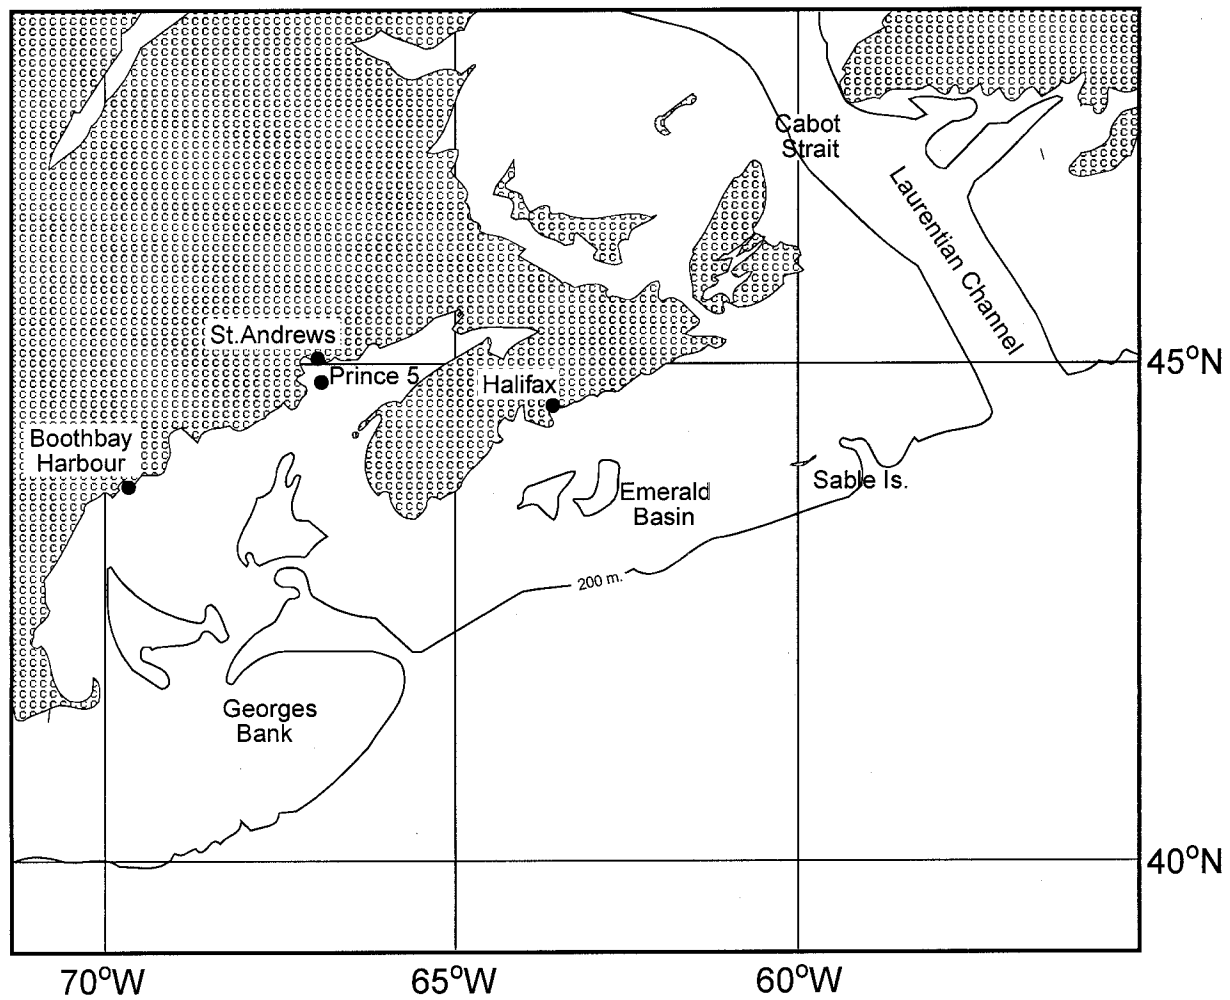 Cabot
Strait
Laurentian Channel
St.Andrews
Prince 5
Halifax
45°N
Boothbay
Harbour
Sable Is.
Emerald
Basin
200 m.
Georges
Bank
40°N
70°W
65°W
60°W